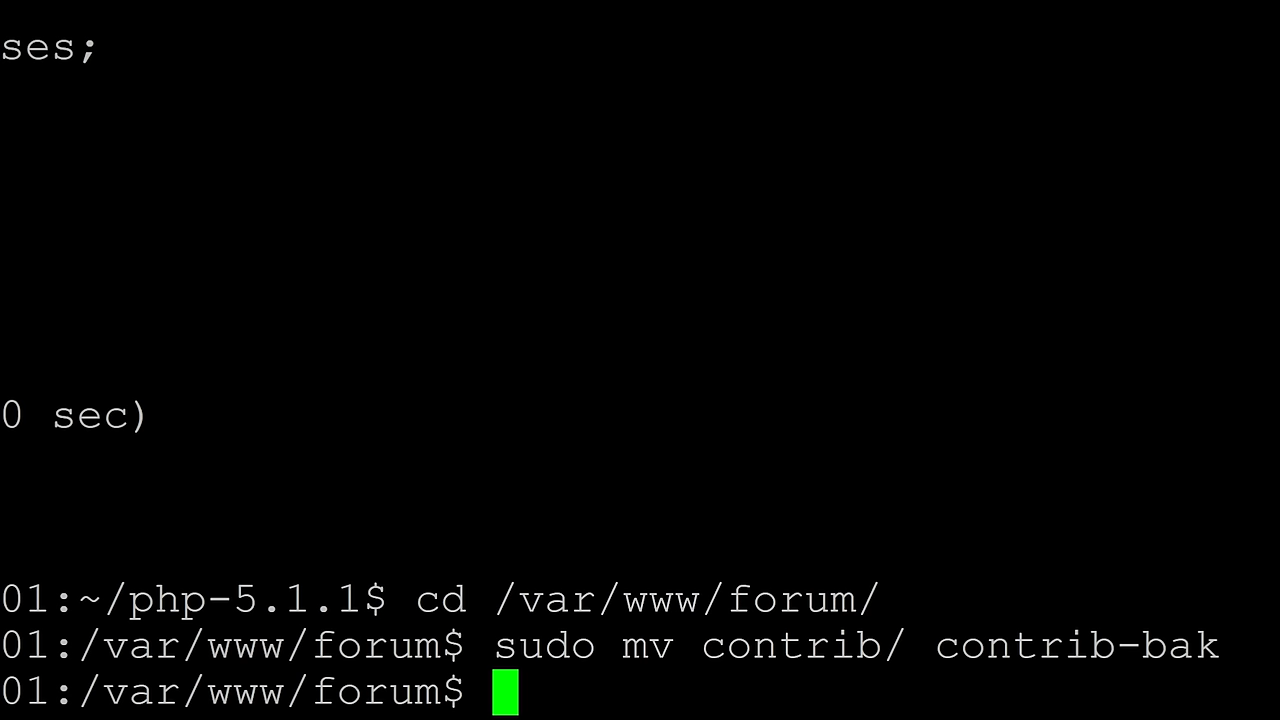 ses;
0 sec)
01:~/php-5.1.1$ cd /var/www/forum/
01:/var/www/forum$ sudo mv contrib/ contrib-bak
01:/var/www/forum$